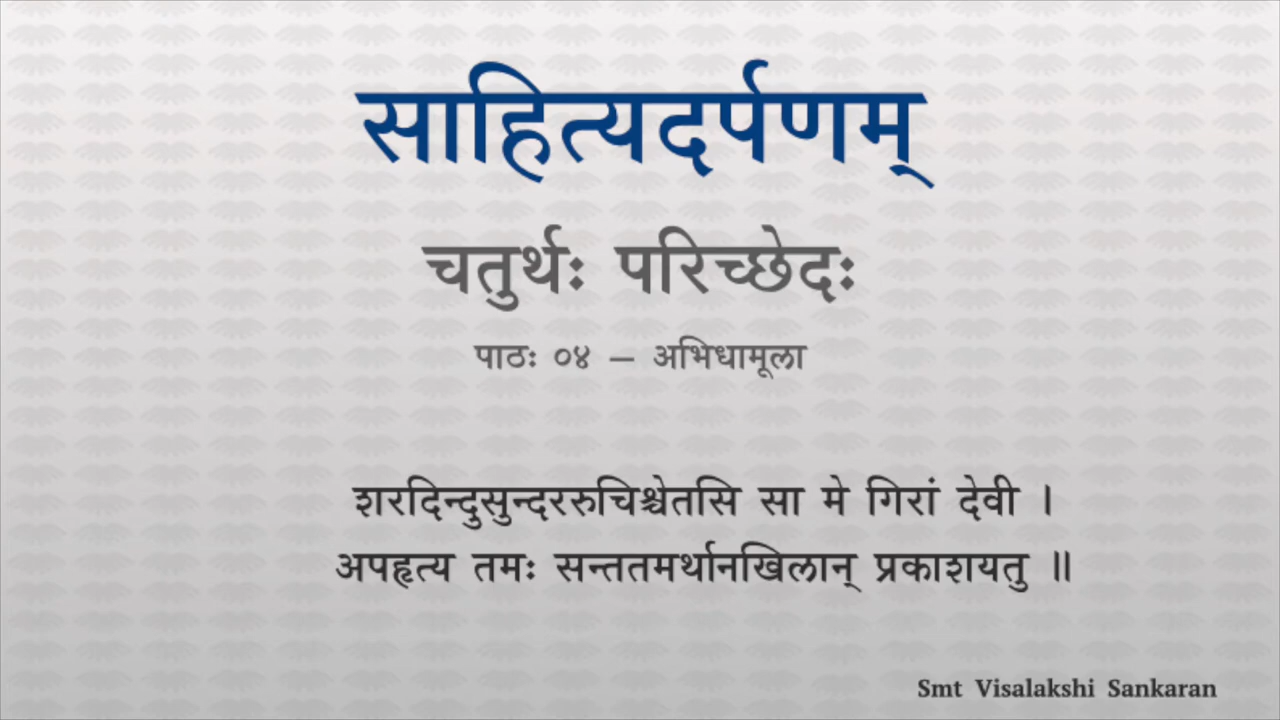 साहित्यदर्पणम्
चतुर्थः परिच्छेदः
पाठः ०४ – अभिधामूला
शरदिन्दुसुन्दररुचिश्चेतसि सा मे गिरां देवी ।
अपहृत्य तमः सन्ततमर्थानखिलान् प्रकाशयतु ॥
Smt Visalakshi Sankaran